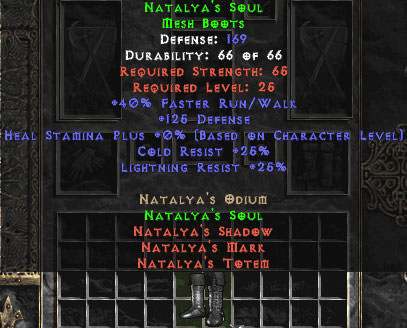 Natalya's Soul
Mesh Boots
Defense: 169
Durability: 66 of 66
Required Strength: 65
Required Level: 25
+40% Faster Run/Walk
+125 Defense
Heal Stamina Plus +0% (Based on Character Level)
Cold Resist +25%
Lightning Resist +25%
Natalya's Odium
Natalya's Soul
Natalya's Shadow
Natalya's Mark
Natalya's Totem